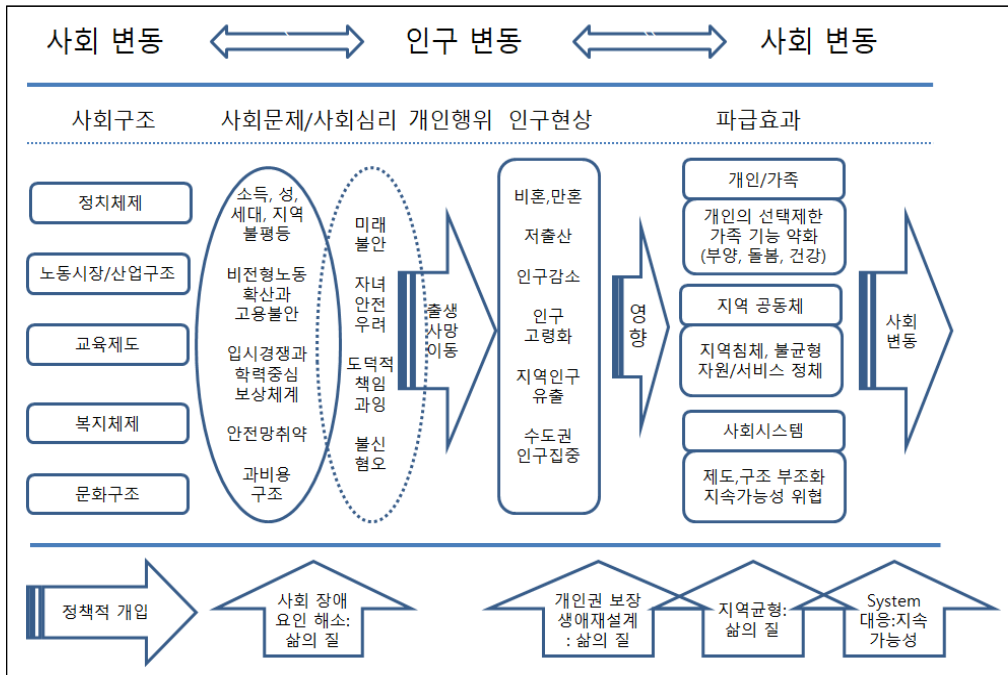 사회 변동
인구 변동
사회 변동
사회구조
사회문제/사회심리
개인행위
인구현상
파급효과
정치체제
노동시장/산업구조
교육제도
복지체제
문화구조
소득, 성,
세대, 지역
불평등
비전형노동
확산과
고용불안
입시경쟁과
학력중심
보상체계
안전망취약
과비용
구조
미래
불안
자녀
안전
우려
도덕적
책임
과잉
불신
혐오
출생
사망
이동
비혼,만혼
저출산
인구감소
인구
고령화
지역인구
유출
수도권
인구집중
영
향
개인/가족
개인의 선택제한
가족 기능 약화
(부양, 돌봄, 건강)
지역 공동체
지역침체, 불균형
자원/서비스 정체
사회시스템
제도,구조 부조화
지속가능성 위협
사회
변동
정책적 개입
사회 장애
요인 해소:
삶의 질
개인권 보장
생애재설계
: 삶의 질
지역균형:
삶의 질
System
대응:지속
가능성